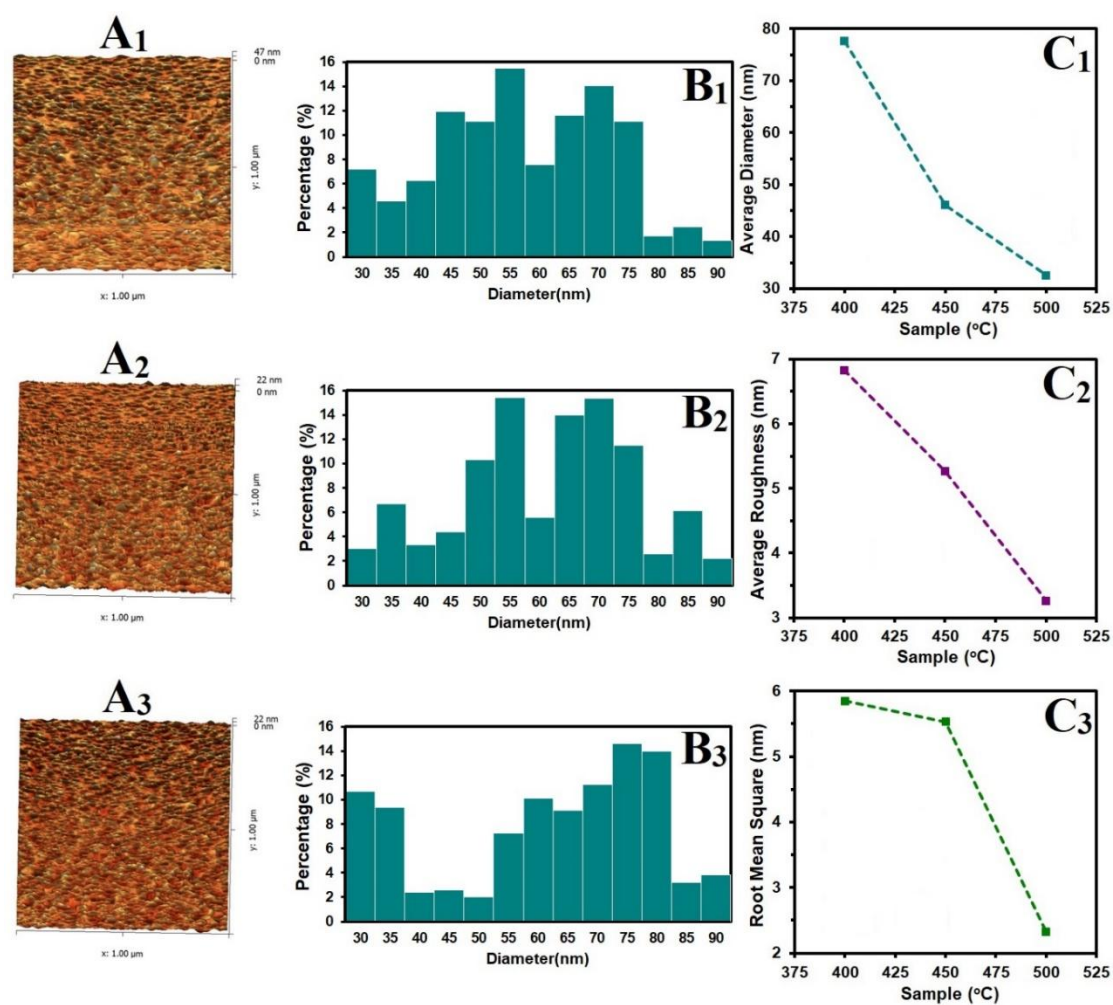 A1
47 nm
0 nm
y: 1.00 µm
x: 1.00 µm
B1
Percentage (%)
16
14
12
10
8
6
4
2
0
30 35 40 45 50 55 60 65 70 75 80 85 90
Diameter(nm)
C1
Average Diameter (nm)
80
70
60
50
40
30
375 400 425 450 475 500 525
Sample (°C)
A2
22 nm
0 nm
y: 1.00 µm
x: 1.00 µm
B2
Percentage (%)
16
14
12
10
8
6
4
2
0
30 35 40 45 50 55 60 65 70 75 80 85 90
Diameter(nm)
C2
Average Roughness (nm)
7
6
5
4
3
375 400 425 450 475 500 525
Sample (°C)
A3
22 nm
0 nm
y: 1.00 µm
x: 1.00 µm
B3
Percentage (%)
16
14
12
10
8
6
4
2
0
30 35 40 45 50 55 60 65 70 75 80 85 90
Diameter(nm)
C3
Root Mean Square (nm)
6
5
4
3
2
375 400 425 450 475 500 525
Sample (°C)